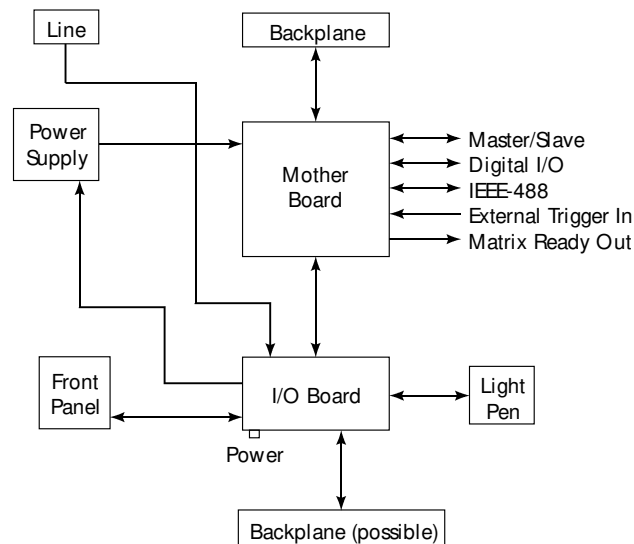 Line
Backplane
Power
Supply
Mother
Board
Master/Slave
Digital I/O
IEEE-488
External Trigger In
Matrix Ready Out
Front
Panel
I/O Board
Light
Pen
Power
Backplane (possible)